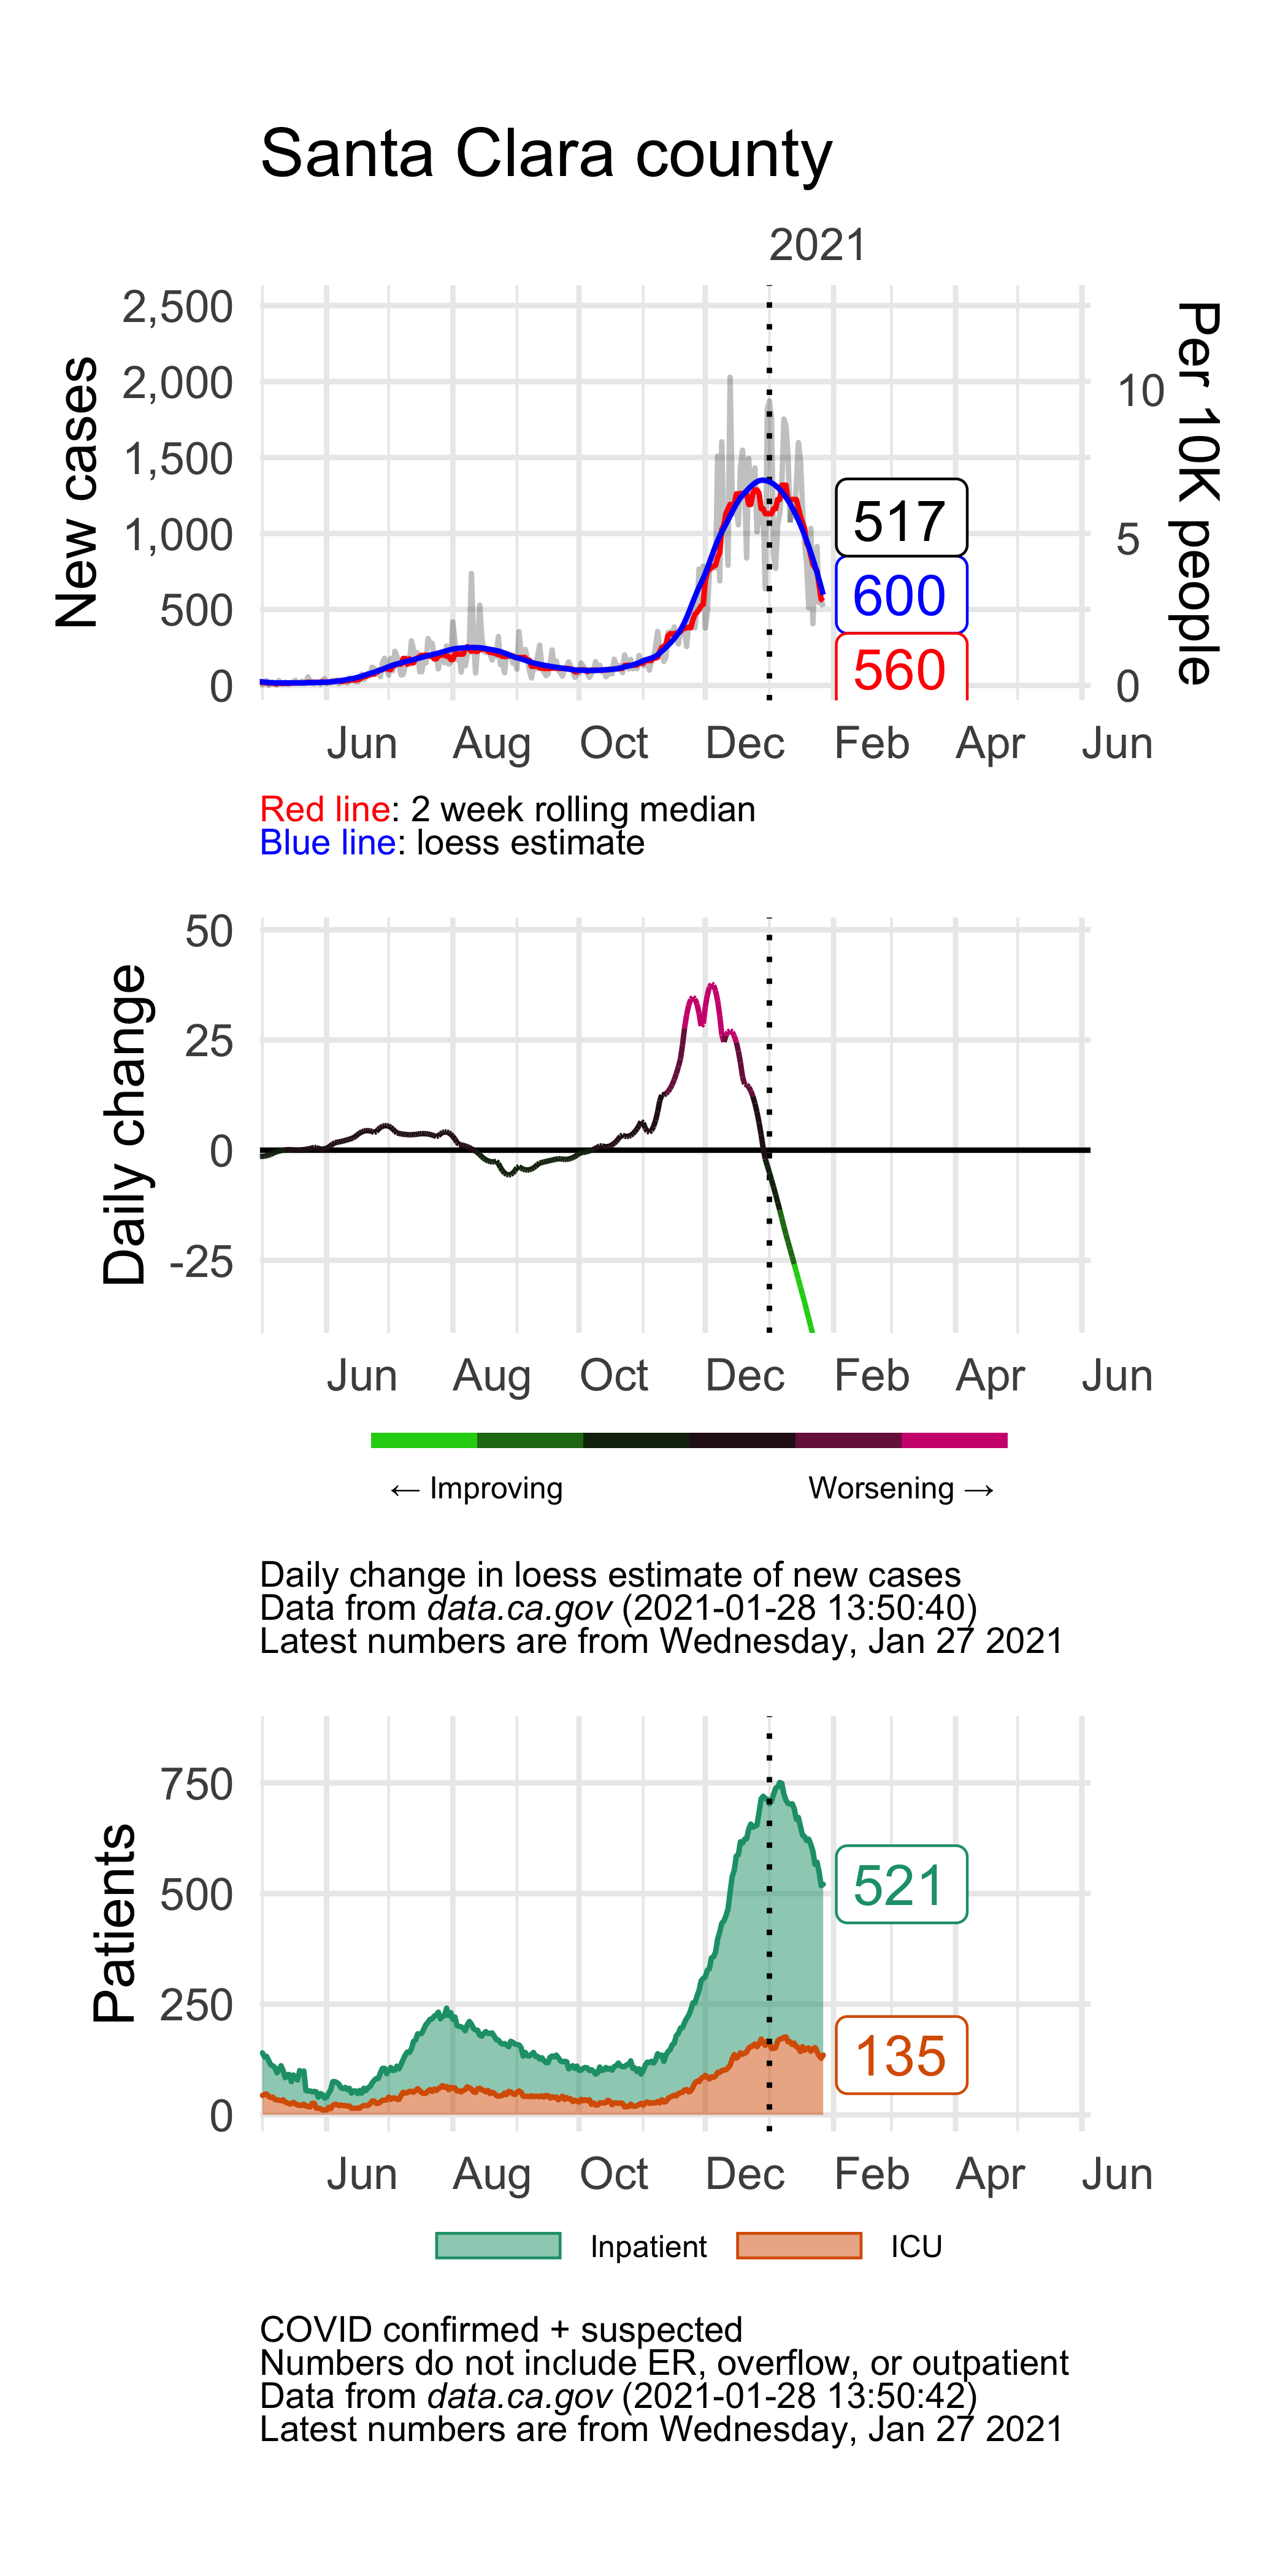 Santa Clara county
2021
New cases
2,500
2,000
1,500
1,000
500
0
517
600
560
10
5
0
Per 10K people
Jun Aug Oct Dec Feb Apr Jun
Red line: 2 week rolling median
Blue line: loess estimate
Daily change
50
25
0
-25
Jun Aug Oct Dec Feb Apr Jun
← Improving Worsening →
Daily change in loess estimate of new cases
Data from data.ca.gov (2021-01-28 13:50:40)
Latest numbers are from Wednesday, Jan 27 2021
Patients
750
500
250
0
521
135
Jun Aug Oct Dec Feb Apr Jun
Inpatient ICU
COVID confirmed + suspected
Numbers do not include ER, overflow, or outpatient
Data from data.ca.gov (2021-01-28 13:50:42)
Latest numbers are from Wednesday, Jan 27 2021